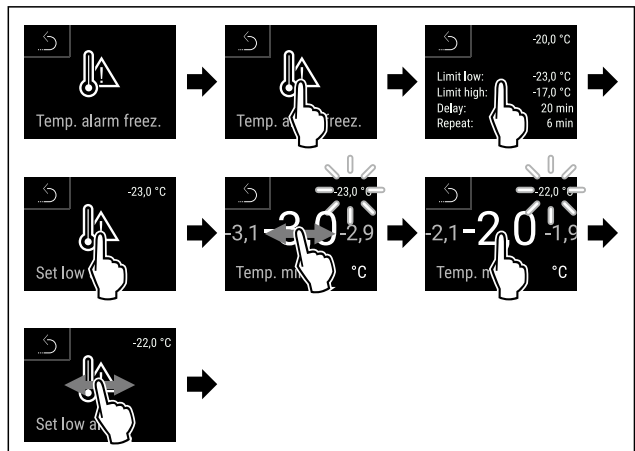 Temp. alarm freez.
Temp. a freez.
-20,0 °C
Limit low: -23,0 °C
Limit high: -17,0 °C
Delay: 20 min
Repeat: 6 min
-23,0 °C
Set low
-23,0 °C
-3,1 -3,0 -2,9
Temp. m °C
-22,0 °C
-2,1 -2,0 -1,9
Temp. m °C
-22,0 °C
Set low a